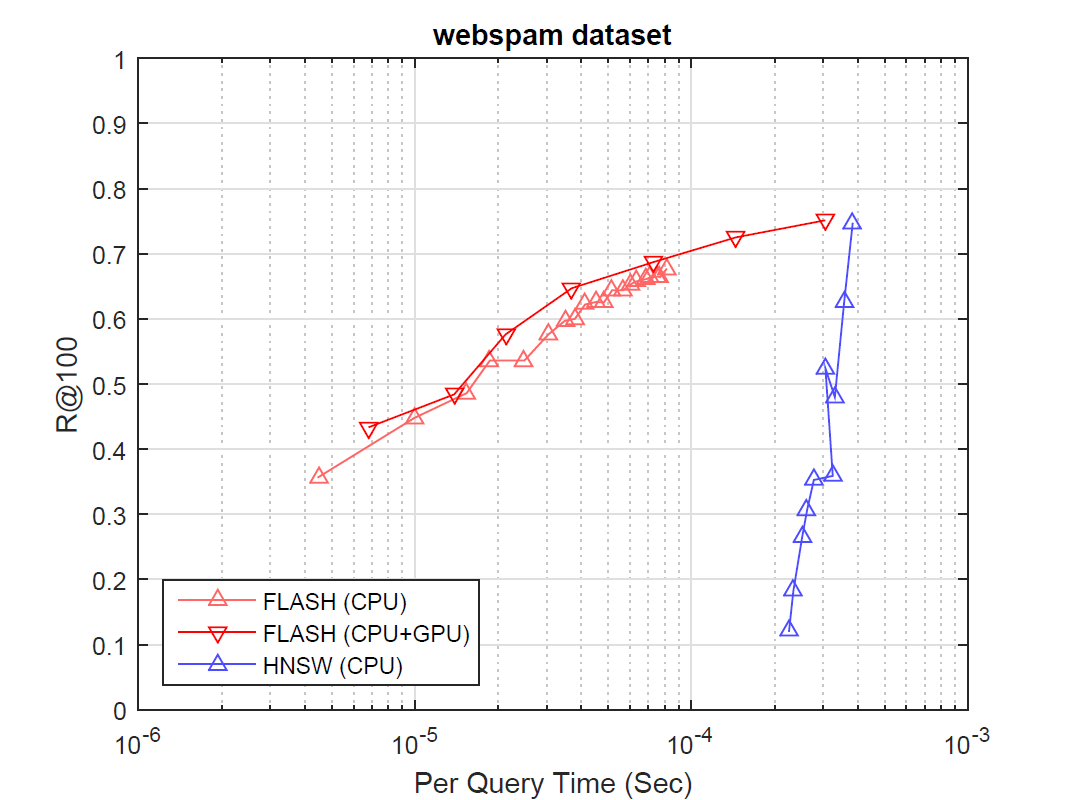 webspam dataset
1
0.9
0.8
0.7
0.6
0.5
0.4
0.3
0.2
0.1
0
R@100
FLASH (CPU)
FLASH (CPU+GPU)
HNSW (CPU)
10^-6 10^-5 10^-4 10^-3
Per Query Time (Sec)